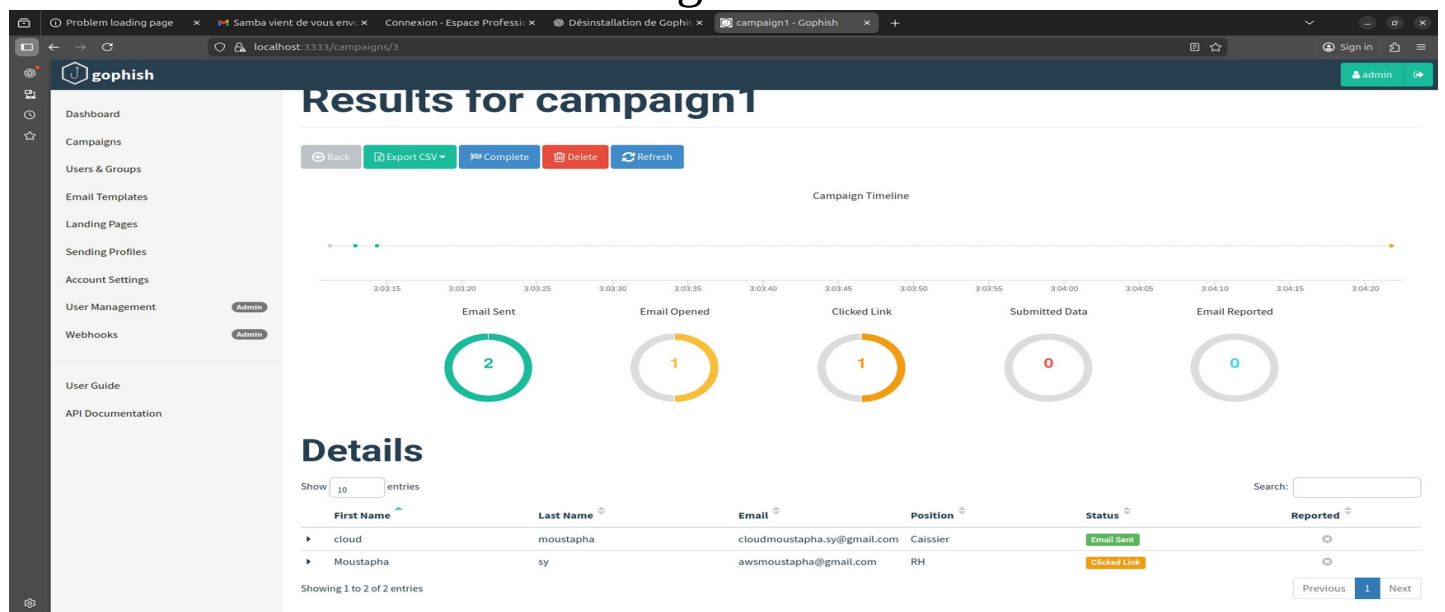 Problem loading page
Samba vient de vous envo
Connexion - Espace Professic
Désinstallation de Gophis
campaign1 - Gophish
localhost:3333/campaigns/3
Sign in
gophish
admin
Dashboard
Campaigns
Users & Groups
Email Templates
Landing Pages
Sending Profiles
Account Settings
User Management Admin
Webhooks Admin
User Guide
API Documentation
Results for campaign1
Back Export CSV Complete Delete Refresh
Campaign Timeline
3:03:15 3:03:20 3:03:25 3:03:30 3:03:35 3:03:40 3:03:45 3:03:50 3:03:55 3:04:00 3:04:05 3:04:10 3:04:15 3:04:20
Email Sent Email Opened Clicked Link Submitted Data Email Reported
2 1 1 0 0
Details
Show 10 entries Search:
First Name Last Name Email Position Status Reported
cloud moustapha cloudmoustapha.sy@gmail.com Caissier Email Sent
Moustapha sy awsmoustapha@gmail.com RH Clicked Link
Showing 1 to 2 of 2 entries
Previous 1 Next